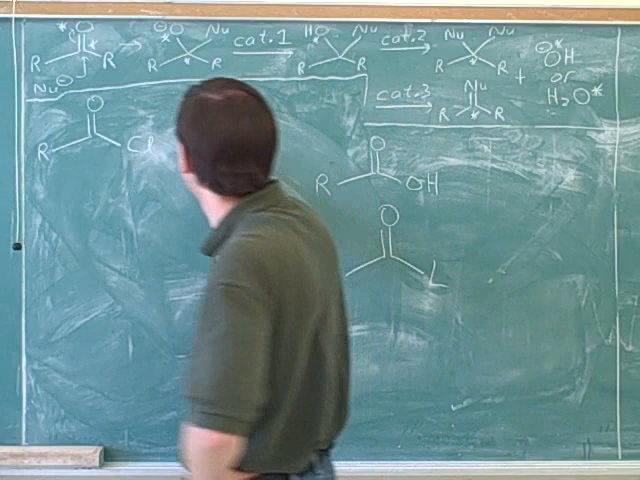 *O ⊖O* Nu cat.1 HO* Nu cat.2 Nu Nu ⊖*OH
R * R → R * R R * R R * R + or
Nu⊖ cat.3 Nu H₂O*
R * R
O
R Cl
O
R OH
O
L